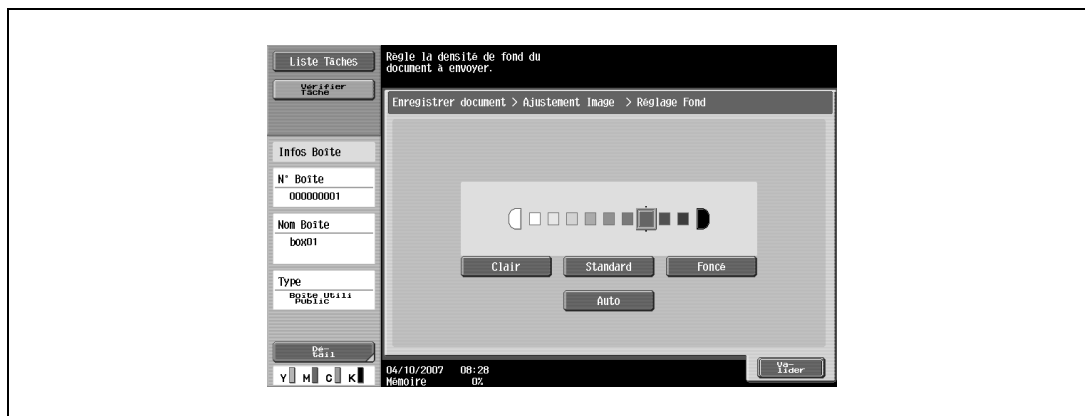 Liste Tâches
Vérifier
Tâche
Règle la densité de fond du
document à envoyer.
Enregistrer document > Ajustement Image > Réglage Fond
Infos Boîte
N° Boîte
000000001
Nom Boîte
box01
Type
Boîte Utili
Public
Clair
Standard
Foncé
Auto
Dé-
tail
Y M C K
04/10/2007 08:28
Mémoire 0%
Va-
lider